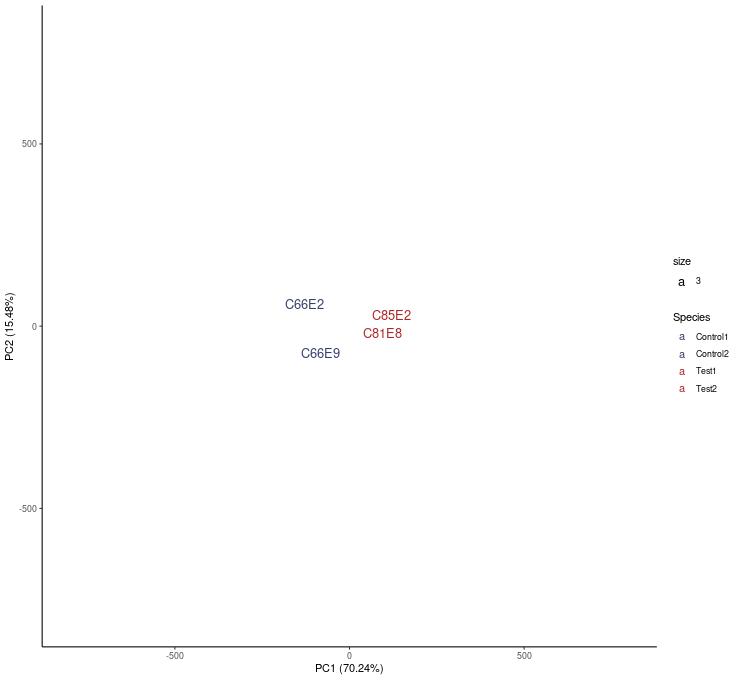 500
0
-500
PC2 (15.48%)
C66E2
C85E2
C81E8
C66E9
-500
0
500
PC1 (70.24%)
size
a 3
Species
a Control1
a Control2
a Test1
a Test2